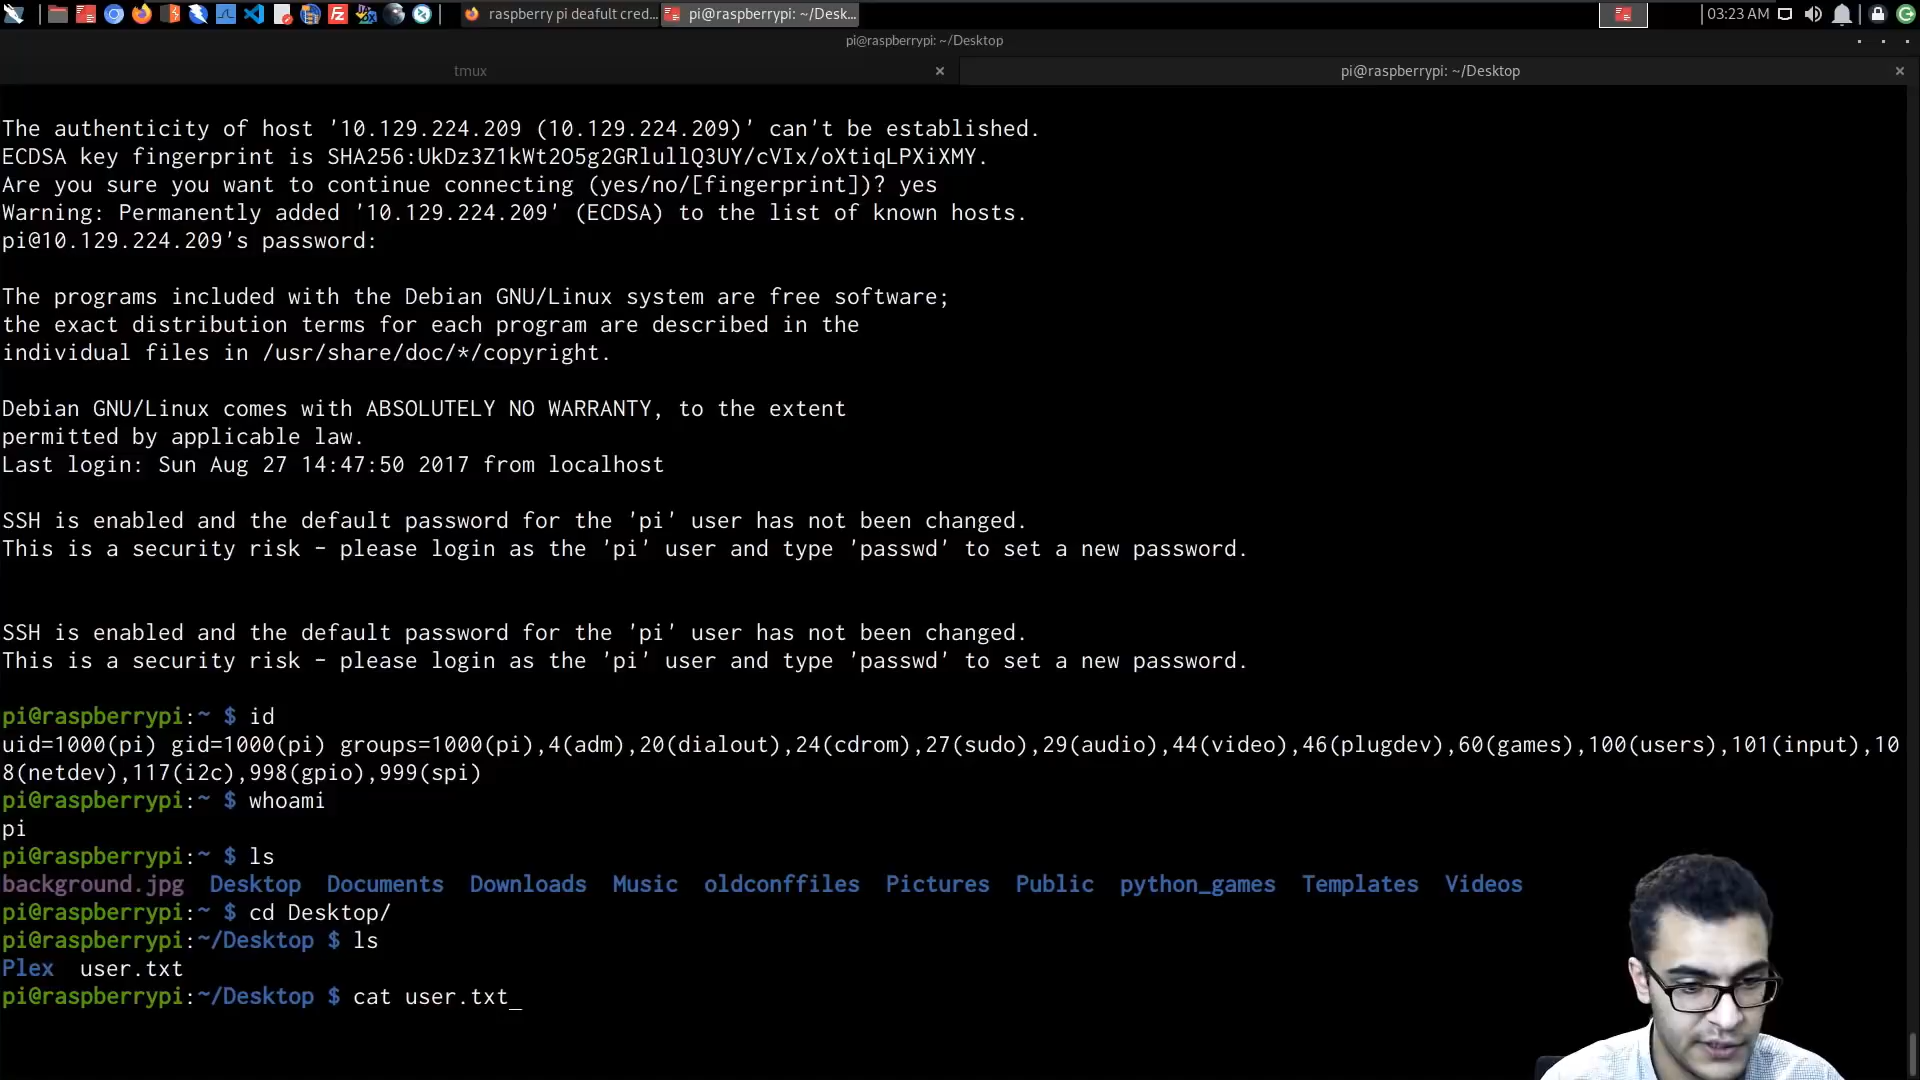 raspberry pi deafult cred...
pi@raspberrypi: ~/Desk...
03:23 AM
pi@raspberrypi: ~/Desktop
tmux
pi@raspberrypi: ~/Desktop
The authenticity of host '10.129.224.209 (10.129.224.209)' can't be established.
ECDSA key fingerprint is SHA256:UkDz3Z1kWt2O5g2GRlullQ3UY/cVIx/oXtiqLPXiXMY.
Are you sure you want to continue connecting (yes/no/[fingerprint])? yes
Warning: Permanently added '10.129.224.209' (ECDSA) to the list of known hosts.
pi@10.129.224.209's password:
The programs included with the Debian GNU/Linux system are free software;
the exact distribution terms for each program are described in the
individual files in /usr/share/doc/*/copyright.
Debian GNU/Linux comes with ABSOLUTELY NO WARRANTY, to the extent
permitted by applicable law.
Last login: Sun Aug 27 14:47:50 2017 from localhost
SSH is enabled and the default password for the 'pi' user has not been changed.
This is a security risk - please login as the 'pi' user and type 'passwd' to set a new password.
SSH is enabled and the default password for the 'pi' user has not been changed.
This is a security risk - please login as the 'pi' user and type 'passwd' to set a new password.
pi@raspberrypi:~ $ id
uid=1000(pi) gid=1000(pi) groups=1000(pi),4(adm),20(dialout),24(cdrom),27(sudo),29(audio),44(video),46(plugdev),60(games),100(users),101(input),10
8(netdev),117(i2c),998(gpio),999(spi)
pi@raspberrypi:~ $ whoami
pi
pi@raspberrypi:~ $ ls
background.jpg  Desktop  Documents  Downloads  Music  oldconffiles  Pictures  Public  python_games  Templates  Videos
pi@raspberrypi:~ $ cd Desktop/
pi@raspberrypi:~/Desktop $ ls
Plex  user.txt
pi@raspberrypi:~/Desktop $ cat user.txt_